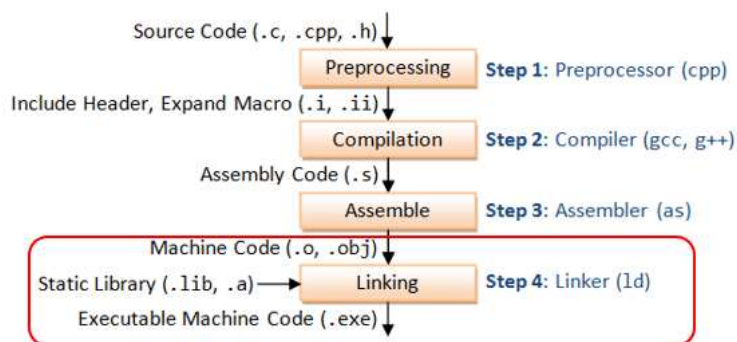 Source Code (.c, .cpp, .h)
Preprocessing Step 1: Preprocessor (cpp)
Include Header, Expand Macro (.i, .ii)
Compilation Step 2: Compiler (gcc, g++)
Assembly Code (.s)
Assemble Step 3: Assembler (as)
Machine Code (.o, .obj)
Static Library (.lib, .a) Linking Step 4: Linker (ld)
Executable Machine Code (.exe)